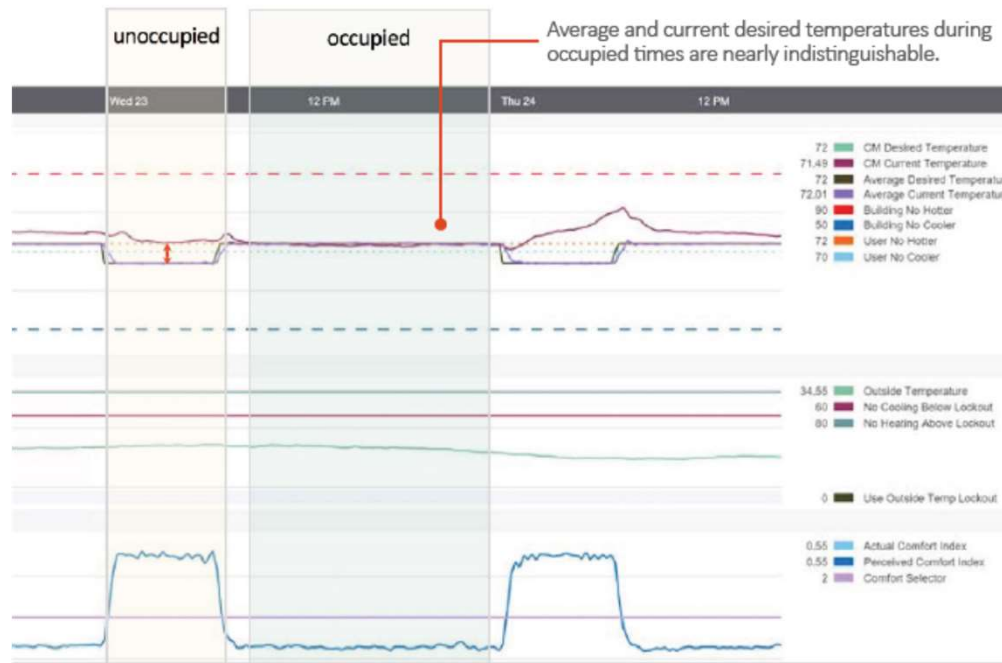 unoccupied
occupied
Average and current desired temperatures during
occupied times are nearly indistinguishable.
Wed 23
12 PM
Thu 24
12 PM
72 CM Desired Temperature
71.49 CM Current Temperature
72 Average Desired Temperatu
72.01 Average Current Temperatur
90 Building No Hotter
50 Building No Cooler
72 User No Hotter
70 User No Cooler
34.55 Outside Temperature
60 No Cooling Below Lockout
80 No Heating Above Lockout
0 Use Outside Temp Lockout
0.55 Actual Comfort Index
0.55 Perceived Comfort Index
2 Comfort Selector